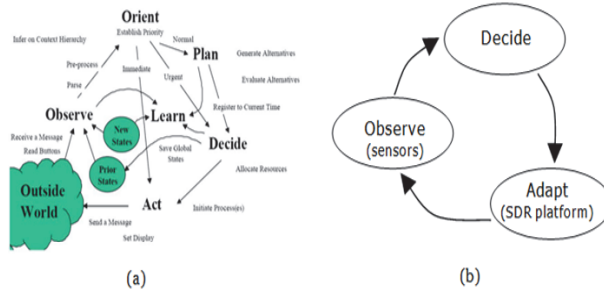 Orient
Establish Priority
Infer on Context Hierarchy
Normal
Plan
Generate Alternatives
Pre-process
Immediate
Urgent
Evaluate Alternatives
Parse
Register to Current Time
Observe
Learn
New
States
Decide
Receive a Message
Read Buttons
Save Global
States
Prior
States
Allocate Resources
Outside
World
Act
Initiate Process(es)
Send a Message
Set Display
(a)
Decide
Observe
(sensors)
Adapt
(SDR platform)
(b)